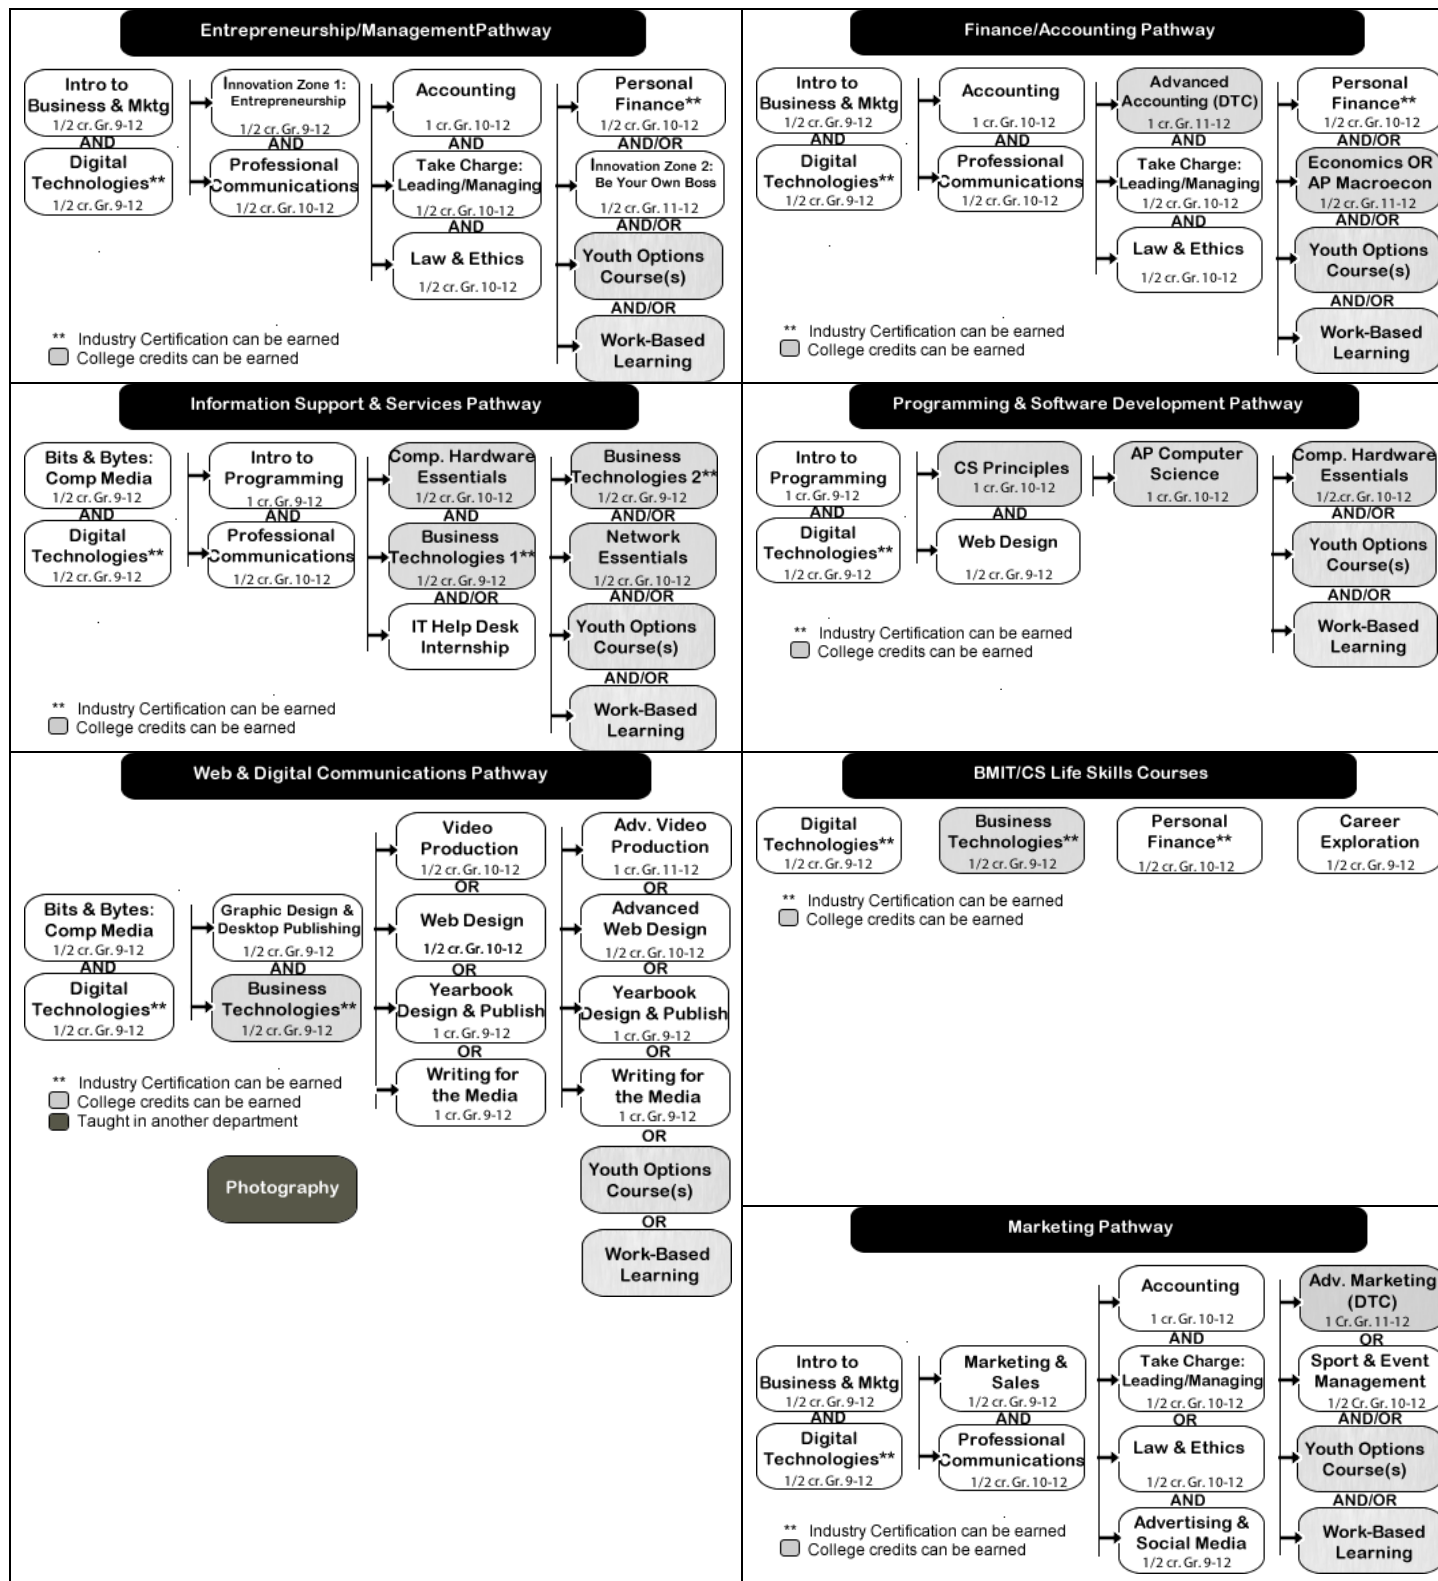 Entrepreneurship/ManagementPathway
Intro to
Business & Mktg
1/2 cr. Gr. 9-12
AND
Digital
Technologies**
1/2 cr. Gr. 9-12
Innovation Zone 1:
Entrepreneurship
1/2 cr. Gr. 9-12
AND
Professional
Communications
1/2 cr. Gr. 10-12
Accounting
1 cr. Gr. 10-12
AND
Take Charge:
Leading/Managing
1/2 cr. Gr. 10-12
AND
Law & Ethics
1/2 cr. Gr. 10-12
Personal
Finance**
1/2 cr. Gr. 10-12
AND/OR
Innovation Zone 2:
Be Your Own Boss
1/2 cr. Gr. 11-12
AND/OR
Youth Options
Course(s)
AND/OR
Work-Based
Learning
** Industry Certification can be earned
College credits can be earned
Finance/Accounting Pathway
Intro to
Business & Mktg
1/2 cr. Gr. 9-12
AND
Digital
Technologies**
1/2 cr. Gr. 9-12
Accounting
1 cr. Gr. 10-12
AND
Professional
Communications
1/2 cr. Gr. 10-12
Advanced
Accounting (DTC)
1 cr. Gr. 11-12
AND
Take Charge:
Leading/Managing
1/2 cr. Gr. 10-12
AND
Law & Ethics
1/2 cr. Gr. 10-12
Personal
Finance**
1/2 cr. Gr. 10-12
AND/OR
Economics OR
AP Macroecon
1/2 cr. Gr. 11-12
AND/OR
Youth Options
Course(s)
AND/OR
Work-Based
Learning
** Industry Certification can be earned
College credits can be earned
Information Support & Services Pathway
Bits & Bytes:
Comp Media
1/2 cr. Gr. 9-12
AND
Digital
Technologies**
1/2 cr. Gr. 9-12
Intro to
Programming
1 cr. Gr. 9-12
AND
Professional
Communications
1/2 cr. Gr. 10-12
Comp. Hardware
Essentials
1/2 cr. Gr. 10-12
AND
Business
Technologies 1**
1/2 cr. Gr. 9-12
AND/OR
IT Help Desk
Internship
Business
Technologies 2**
1/2 cr. Gr. 9-12
AND/OR
Network
Essentials
1/2 cr. Gr. 10-12
AND/OR
Youth Options
Course(s)
AND/OR
Work-Based
Learning
** Industry Certification can be earned
College credits can be earned
Programming & Software Development Pathway
Intro to
Programming
1 cr. Gr. 9-12
AND
Digital
Technologies**
1/2 cr. Gr. 9-12
CS Principles
1 cr. Gr. 10-12
AND
Web Design
1/2 cr. Gr. 9-12
AP Computer
Science
1 cr. Gr. 10-12
Comp. Hardware
Essentials
1/2.cr. Gr. 10-12
AND/OR
Youth Options
Course(s)
AND/OR
Work-Based
Learning
** Industry Certification can be earned
College credits can be earned
Web & Digital Communications Pathway
Bits & Bytes:
Comp Media
1/2 cr. Gr. 9-12
AND
Digital
Technologies**
1/2 cr. Gr. 9-12
Graphic Design &
Desktop Publishing
1/2 cr. Gr. 9-12
AND
Business
Technologies**
1/2 cr. Gr. 9-12
Video
Production
1/2 cr. Gr. 10-12
OR
Web Design
1/2 cr. Gr. 10-12
OR
Yearbook
Design & Publish
1 cr. Gr. 9-12
OR
Writing for
the Media
1 cr. Gr. 9-12
Adv. Video
Production
1 cr. Gr. 11-12
OR
Advanced
Web Design
1/2 cr. Gr. 10-12
OR
Yearbook
Design & Publish
1 cr. Gr. 9-12
OR
Writing for
the Media
1 cr. Gr. 9-12
OR
Youth Options
Course(s)
OR
Work-Based
Learning
** Industry Certification can be earned
College credits can be earned
Taught in another department
Photography
BMIT/CS Life Skills Courses
Digital
Technologies**
1/2 cr. Gr. 9-12
Business
Technologies**
1/2 cr. Gr. 9-12
Personal
Finance**
1/2 cr. Gr. 10-12
Career
Exploration
1/2 cr. Gr. 9-12
** Industry Certification can be earned
College credits can be earned
Marketing Pathway
Intro to
Business & Mktg
1/2 cr. Gr. 9-12
AND
Digital
Technologies**
1/2 cr. Gr. 9-12
Marketing &
Sales
1/2 cr. Gr. 9-12
AND
Professional
Communications
1/2 cr. Gr. 10-12
Accounting
1 cr. Gr. 10-12
AND
Take Charge:
Leading/Managing
1/2 cr. Gr. 10-12
OR
Law & Ethics
1/2 cr. Gr. 10-12
AND
Advertising &
Social Media
1/2 cr. Gr. 9-12
Adv. Marketing
(DTC)
1 Cr. Gr. 11-12
OR
Sport & Event
Management
1/2 Cr. Gr. 10-12
AND/OR
Youth Options
Course(s)
AND/OR
Work-Based
Learning
** Industry Certification can be earned
College credits can be earned